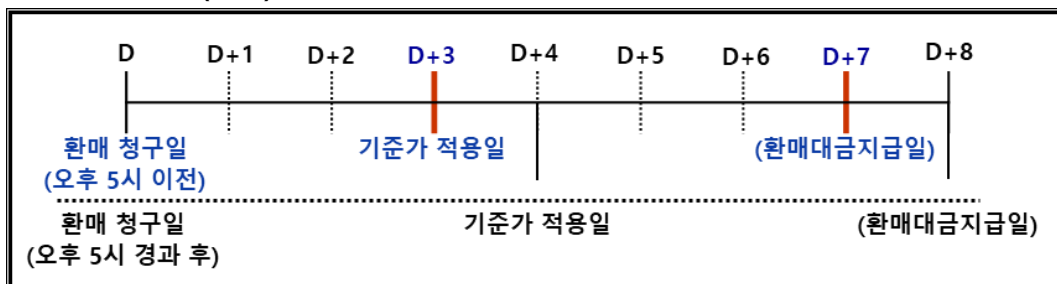 D D+1 D+2 D+3 D+4 D+5 D+6 D+7 D+8
환매 청구일 기준가 적용일 (환매대금지급일)
(오후 5시 이전)
환매 청구일 기준가 적용일 (환매대금지급일)
(오후 5시 경과 후)